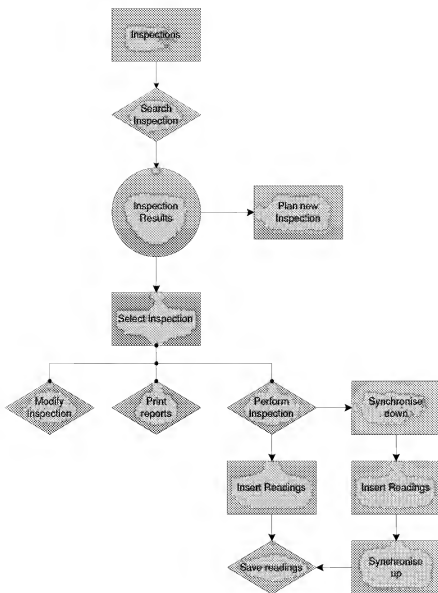 Inspections
Search
Inspection
Inspection
Results
Plan new
Inspection
Select Inspection
Modify
Inspection
Print
reports
Perform
Inspection
Synchronise
down
Insert Readings
Insert Readings
Save readings
Synchronise
up